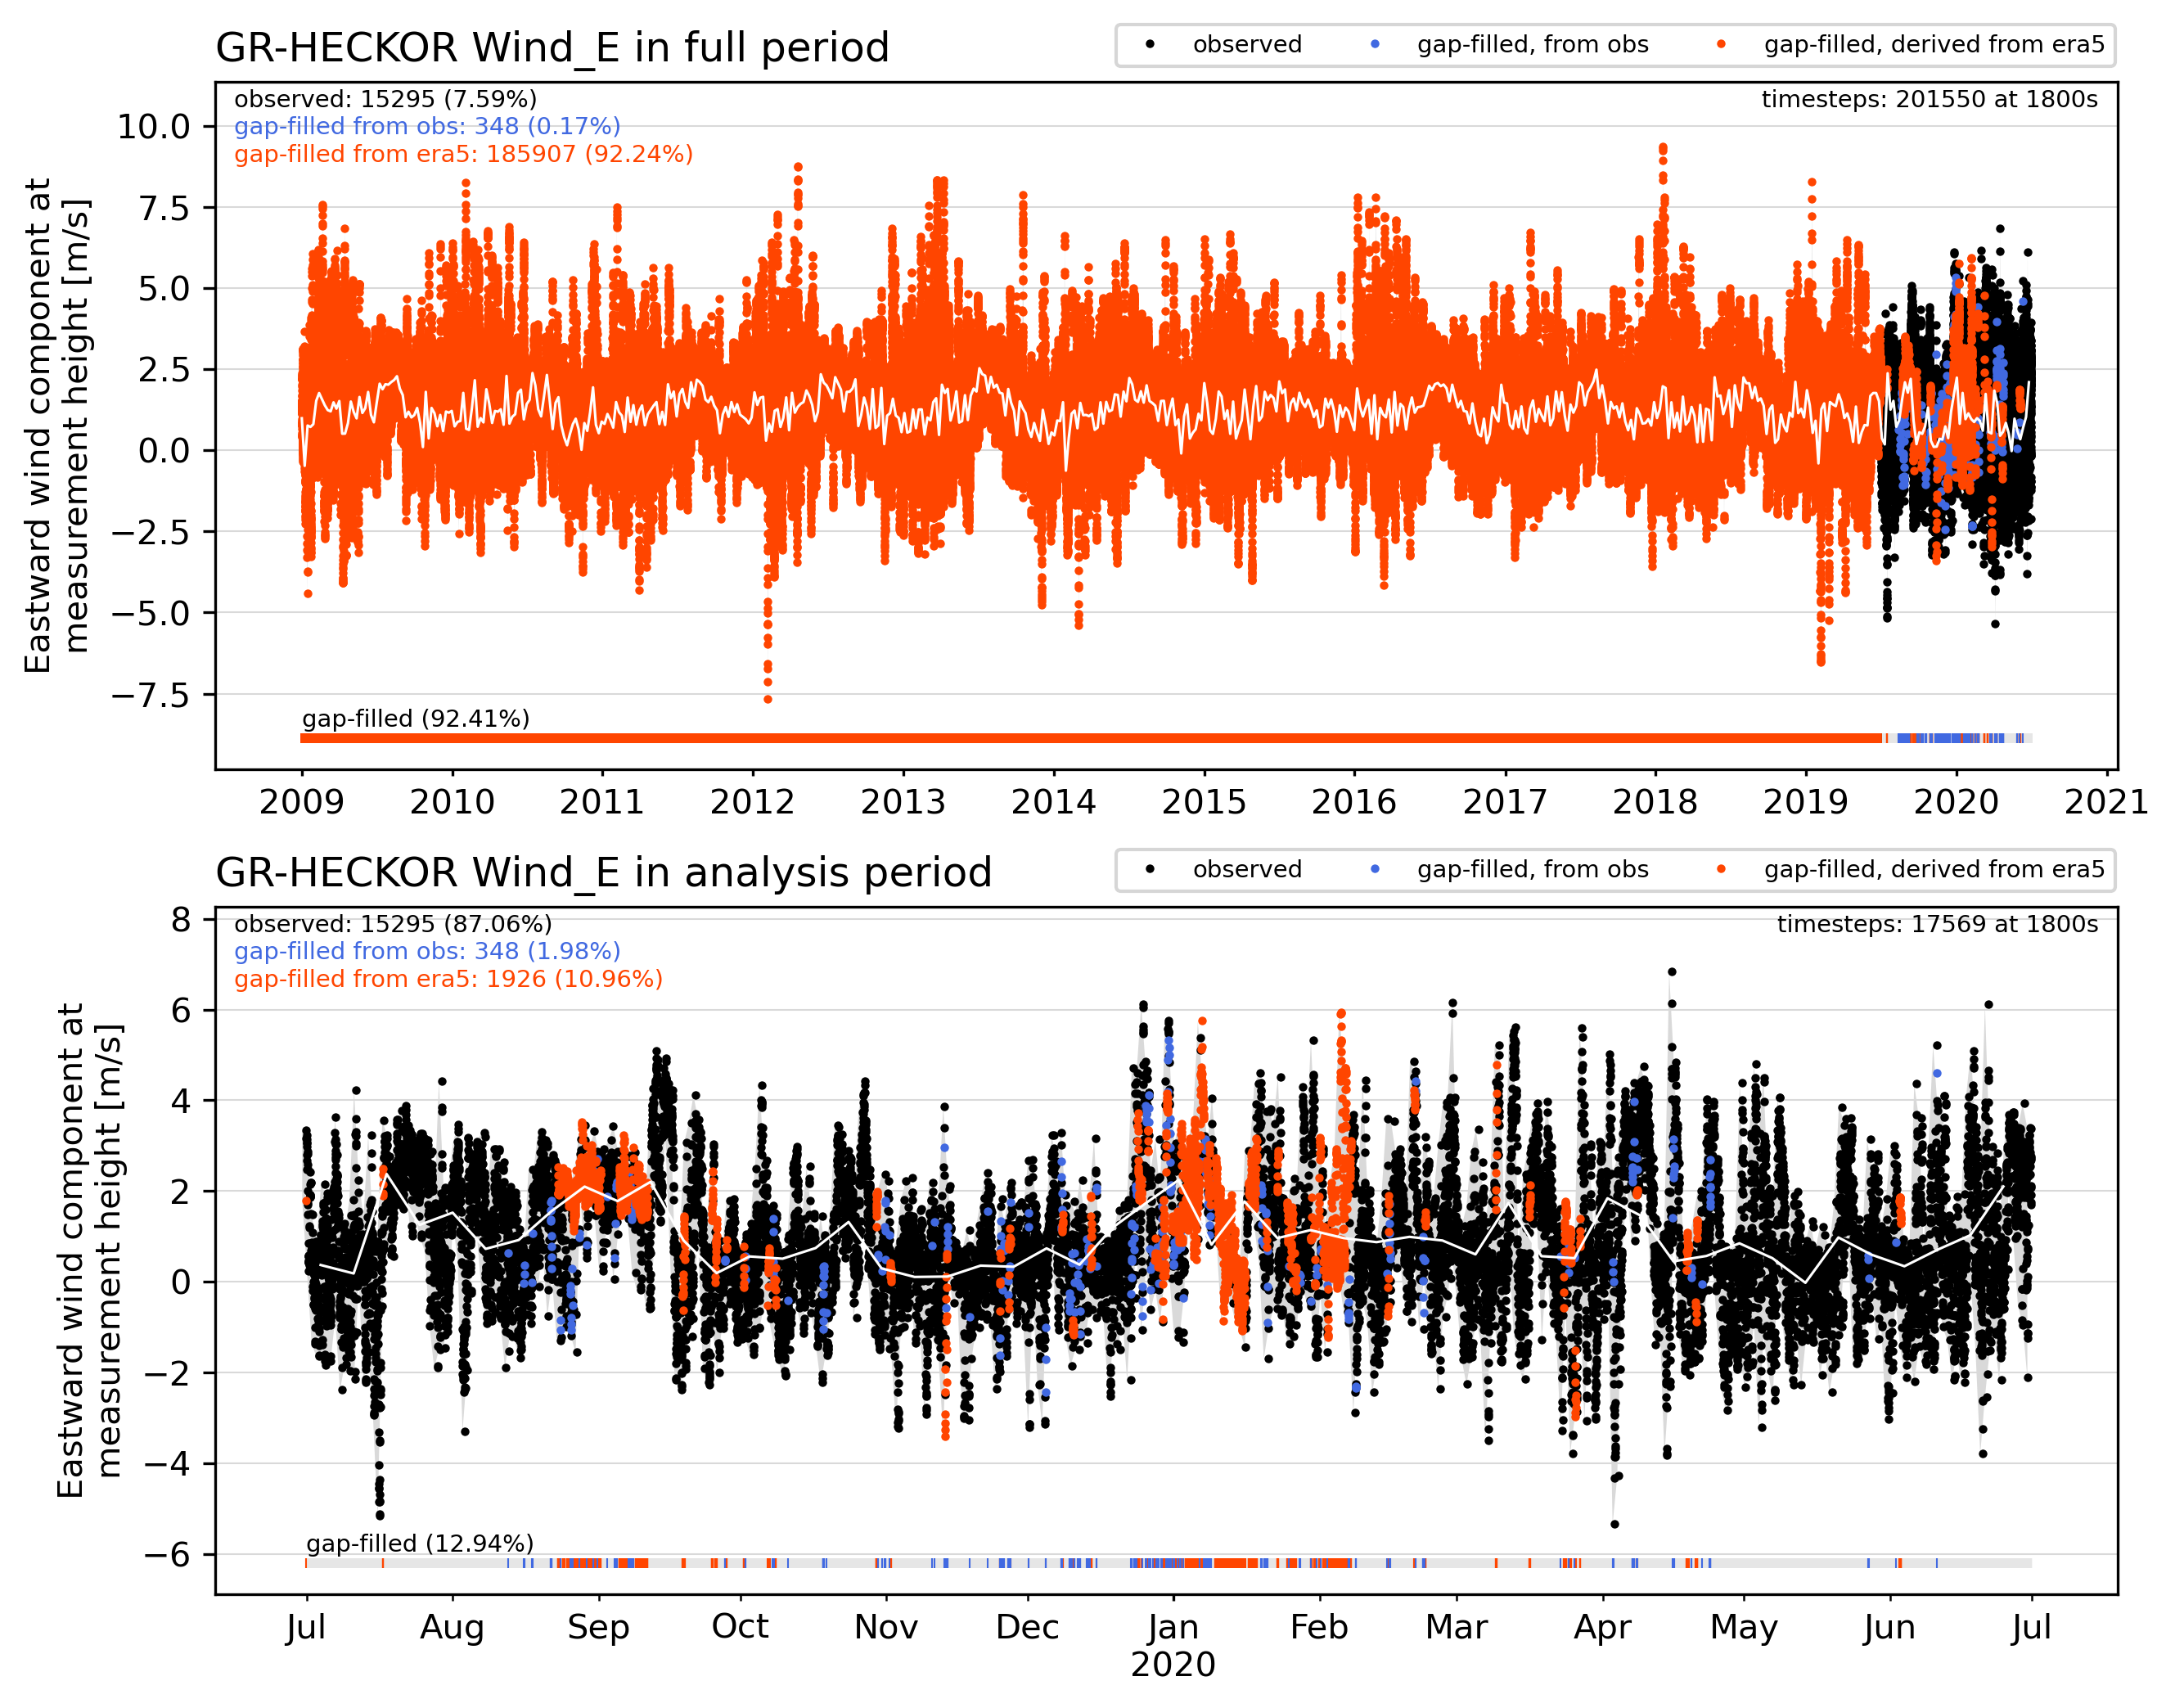 GR-HECKOR Wind_E in full period
observed
gap-filled, from obs
gap-filled, derived from era5
observed: 15295 (7.59%)
gap-filled from obs: 348 (0.17%)
gap-filled from era5: 185907 (92.24%)
timesteps: 201550 at 1800s
Eastward wind component at
measurement height [m/s]
10.0
7.5
5.0
2.5
0.0
−2.5
−5.0
−7.5
gap-filled (92.41%)
2009 2010 2011 2012 2013 2014 2015 2016 2017 2018 2019 2020 2021
GR-HECKOR Wind_E in analysis period
observed
gap-filled, from obs
gap-filled, derived from era5
observed: 15295 (87.06%)
gap-filled from obs: 348 (1.98%)
gap-filled from era5: 1926 (10.96%)
timesteps: 17569 at 1800s
Eastward wind component at
measurement height [m/s]
8
6
4
2
0
−2
−4
−6
gap-filled (12.94%)
Jul Aug Sep Oct Nov Dec Jan Feb Mar Apr May Jun Jul
2020